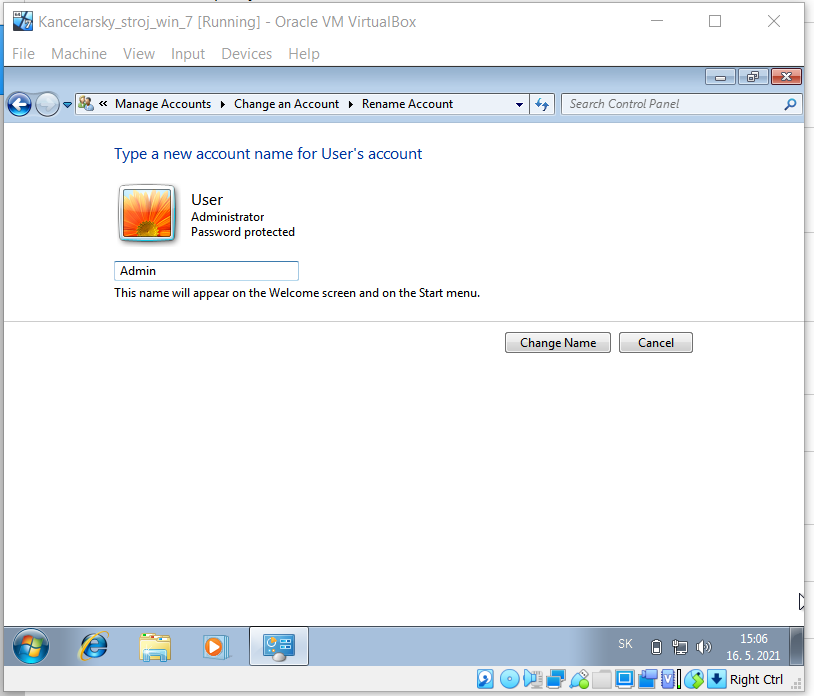 Kancelarsky_stroj_win_7 [Running] - Oracle VM VirtualBox
File Machine View Input Devices Help
« Manage Accounts Change an Account Rename Account Search Control Panel
Type a new account name for User's account
User
Administrator
Password protected
Admin
This name will appear on the Welcome screen and on the Start menu.
Change Name Cancel
SK 15:06
16. 5. 2021
Right Ctrl